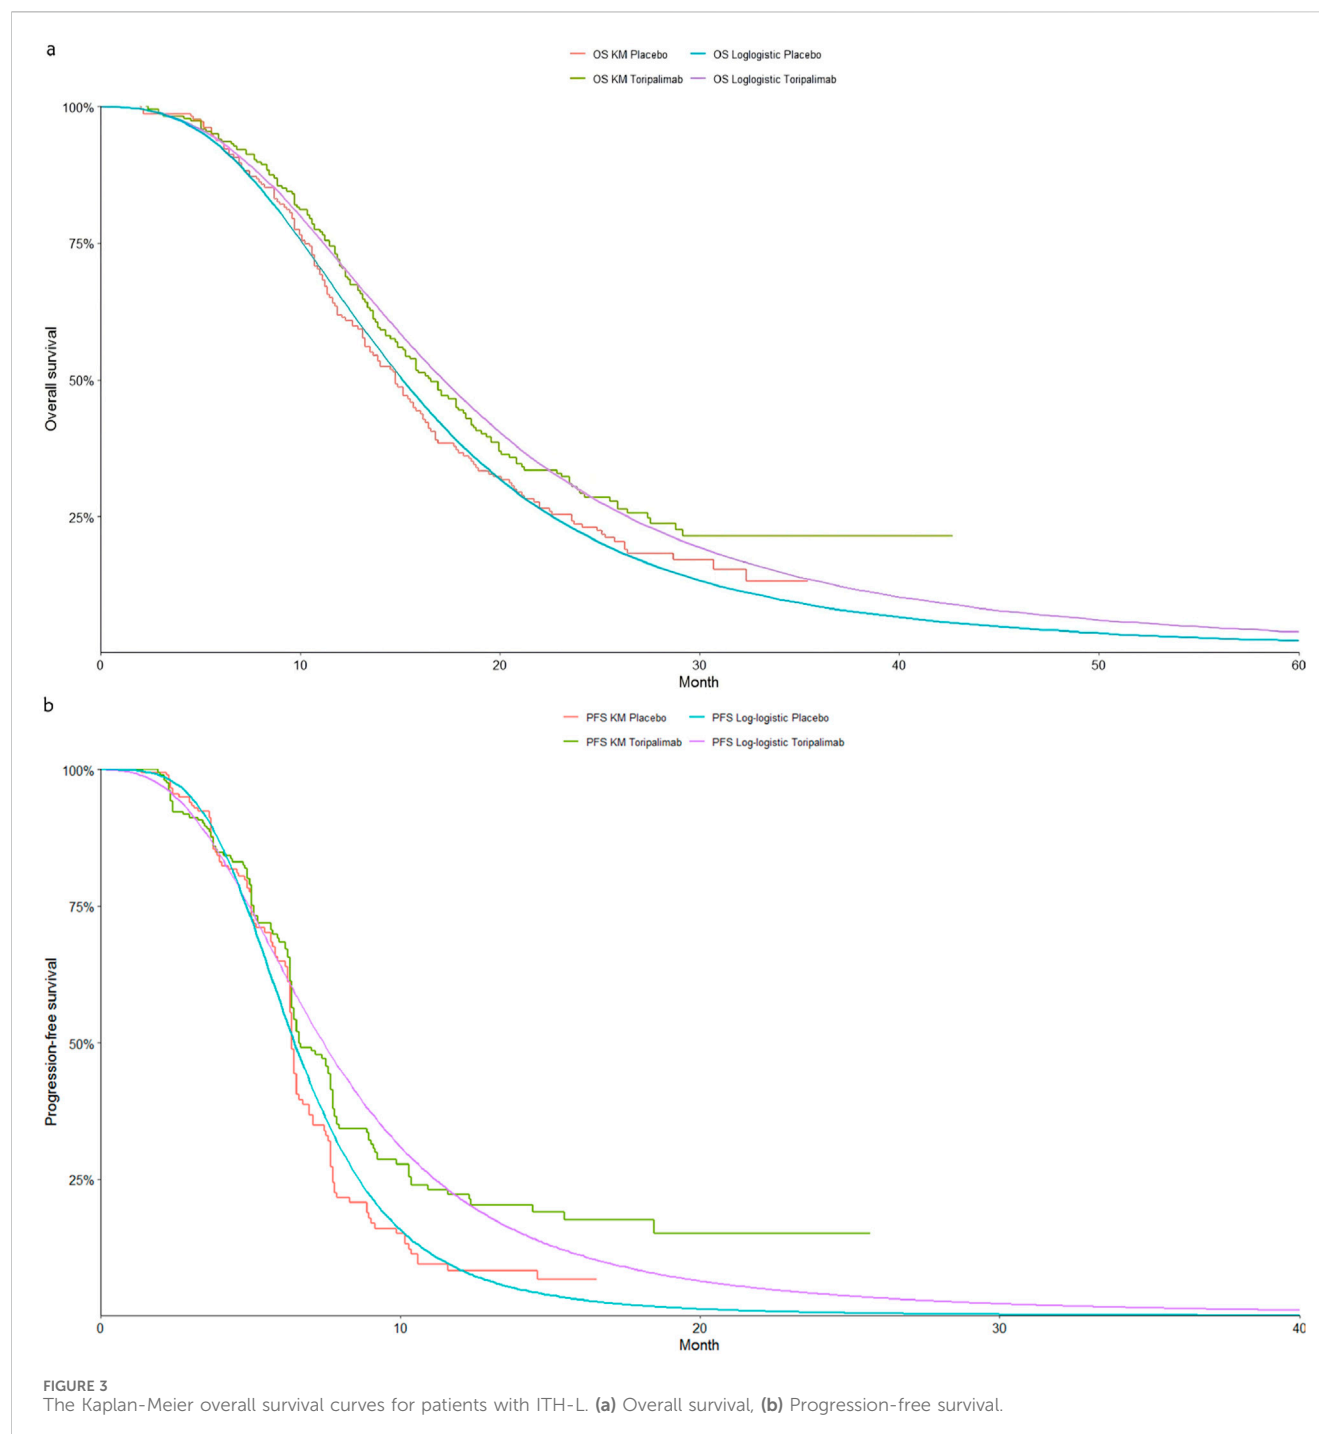 a
OS KM Placebo OS Loglogistic Placebo
OS KM Toripalimab OS Loglogistic Toripalimab
100%
75%
50%
25%
Overall survival
0 10 20 30 40 50 60
Month
b
PFS KM Placebo PFS Log-logistic Placebo
PFS KM Toripalimab PFS Log-logistic Toripalimab
100%
75%
50%
25%
Progression-free survival
0 10 20 30 40
Month
FIGURE 3
The Kaplan-Meier overall survival curves for patients with ITH-L. (a) Overall survival, (b) Progression-free survival.